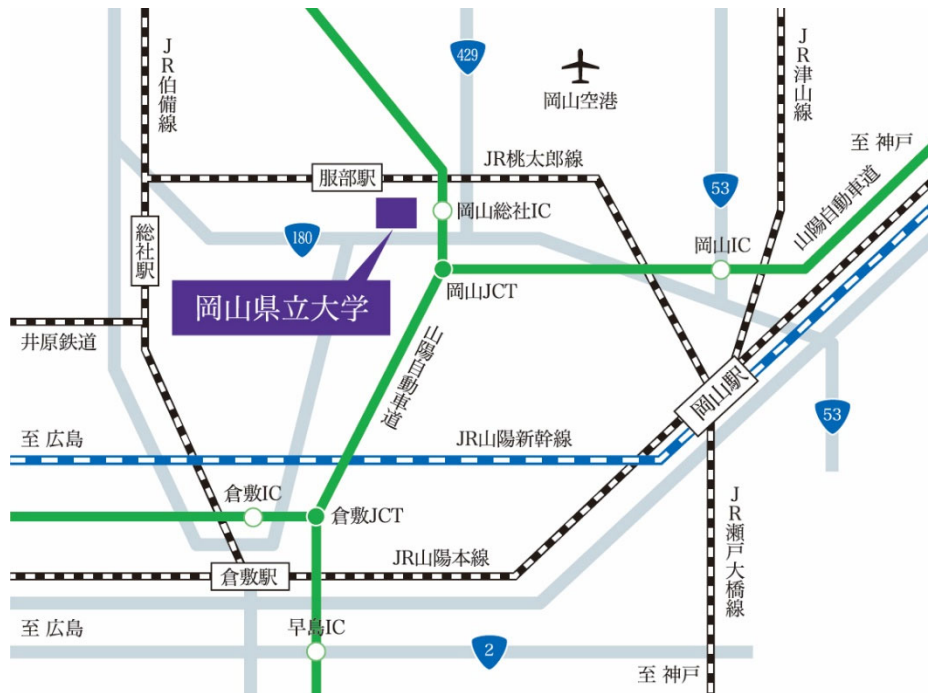 JR伯備線
429
岡山空港
JR津山線
至 神戸
JR桃太郎線
服部駅
53
山陽自動車道
岡山総社IC
総社駅
180
岡山IC
岡山JCT
岡山県立大学
井原鉄道
山陽自動車道
岡山駅
53
至 広島
JR山陽新幹線
倉敷IC
倉敷JCT
JR瀬戸大橋線
JR山陽本線
倉敷駅
至 広島
早島IC
2
至 神戸